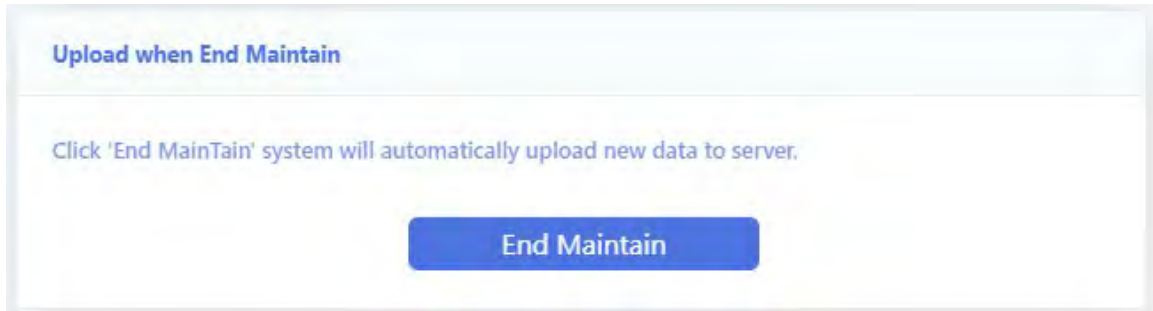 Upload when End Maintain
Click 'End MainTain' system will automatically upload new data to server.
End Maintain